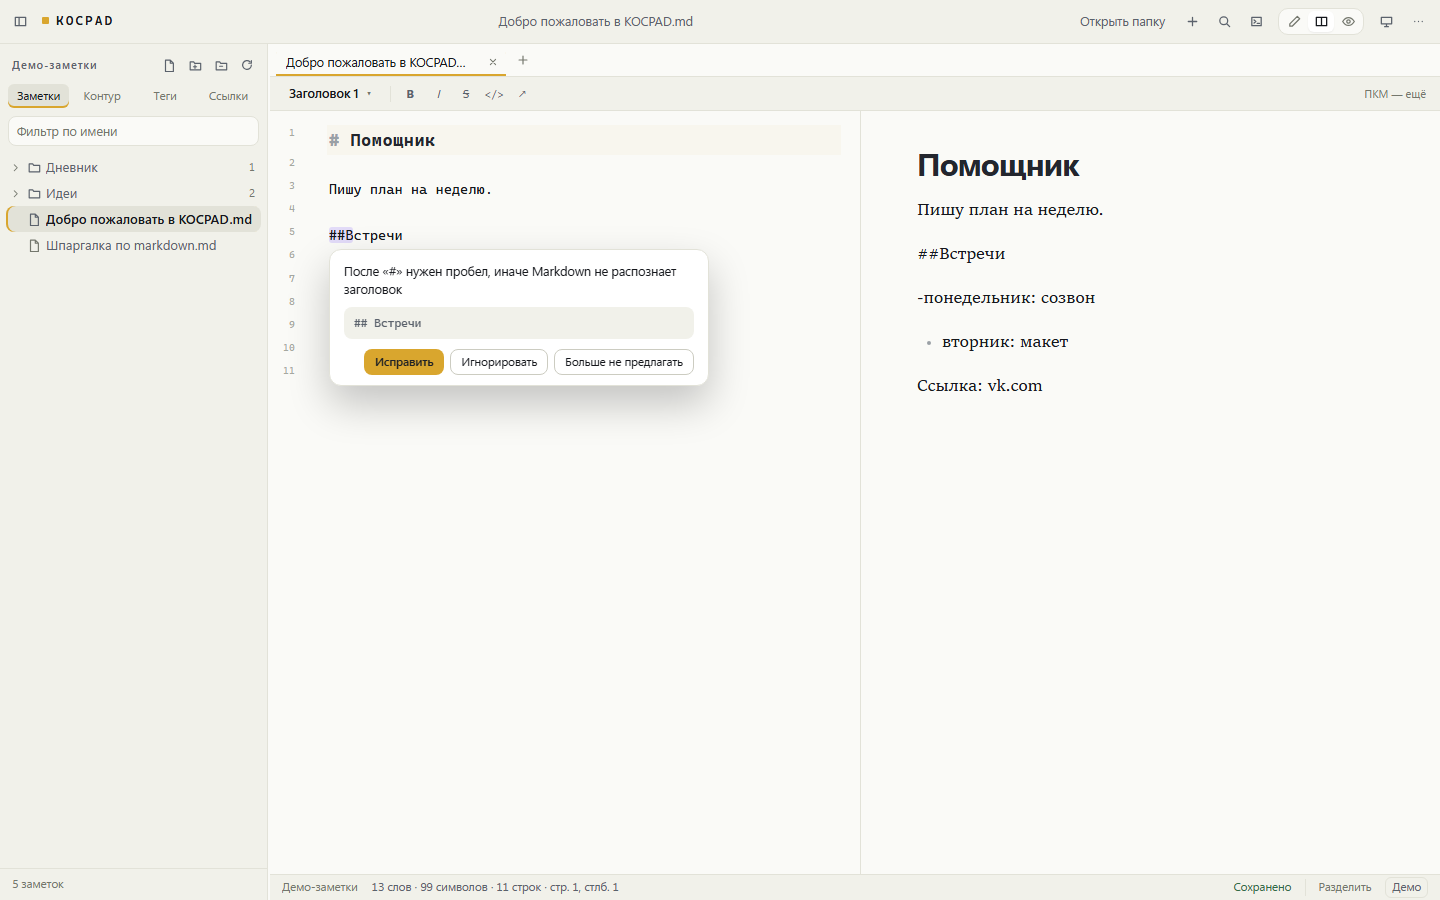 KOCPAD
Добро пожаловать в KOCPAD.md
Открыть папку
Демо-заметки
Заметки Контур Теги Ссылки
Фильтр по имени
Дневник 1
Идеи 2
Добро пожаловать в KOCPAD.md
Шпаргалка по markdown.md
5 заметок
Добро пожаловать в KOCPAD...
Заголовок 1 B I S </> ПКМ — ещё
1 # Помощник
2
3 Пишу план на неделю.
4
5 ##Встречи
6
7
8
9
10
11
После «#» нужен пробел, иначе Markdown не распознает
заголовок
## Встречи
Исправить Игнорировать Больше не предлагать
Помощник
Пишу план на неделю.
##Встречи
-понедельник: созвон
• вторник: макет
Ссылка: vk.com
Демо-заметки 13 слов · 99 символов · 11 строк · стр. 1, стлб. 1
Сохранено Разделить Демо